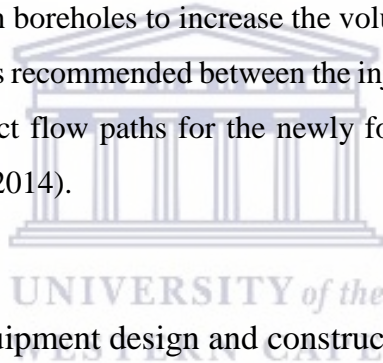 n boreholes to increase the volu
s recommended between the inj
ct flow paths for the newly fo
2014).
UNIVERSITY of the
quipment design and construc